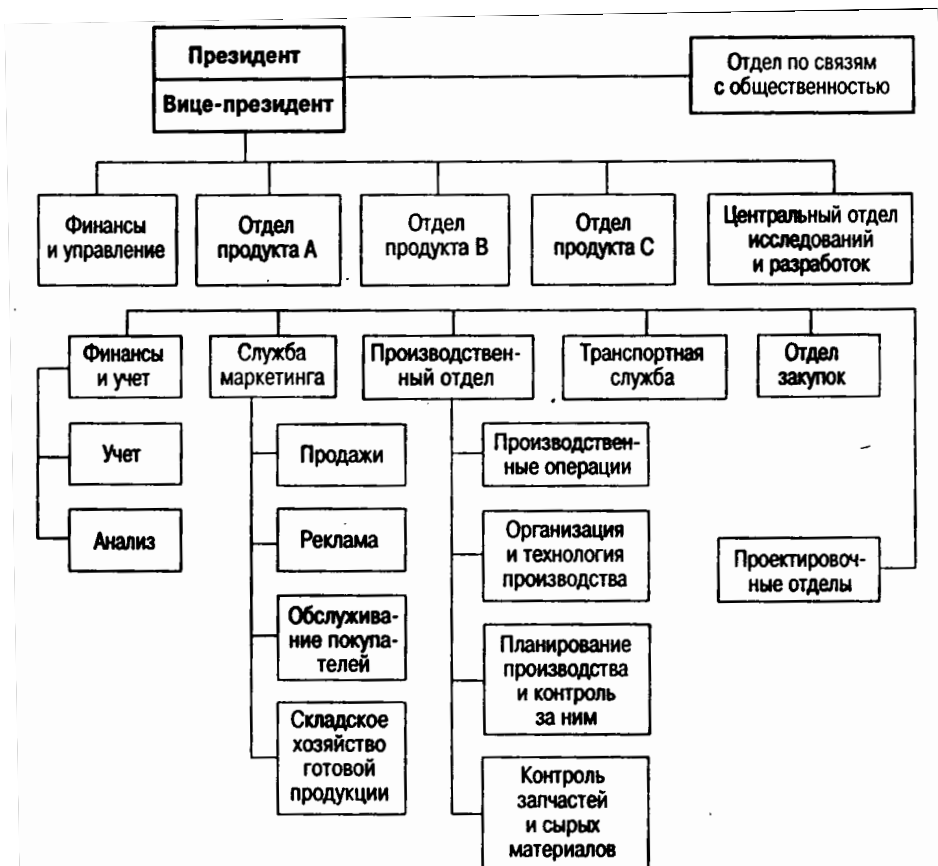 Президент
Вице-президент
Отдел по связям
с общественностью
Финансы
и управление
Отдел
продукта А
Отдел
продукта В
Отдел
продукта С
Центральный отдел
исследований
и разработок
Финансы
и учет
Служба
маркетинга
Производствен-
ный отдел
Транспортная
служба
Отдел
закупок
Учет
Анализ
Продажи
Реклама
Обслужива-
ние покупа-
телей
Складское
хозяйство
готовой
продукции
Производствен-
ные операции
Организация
и технология
производства
Планирование
производства
и контроль
за ним
Контроль
запчастей
и сырых
материалов
Проектировоч-
ные отделы